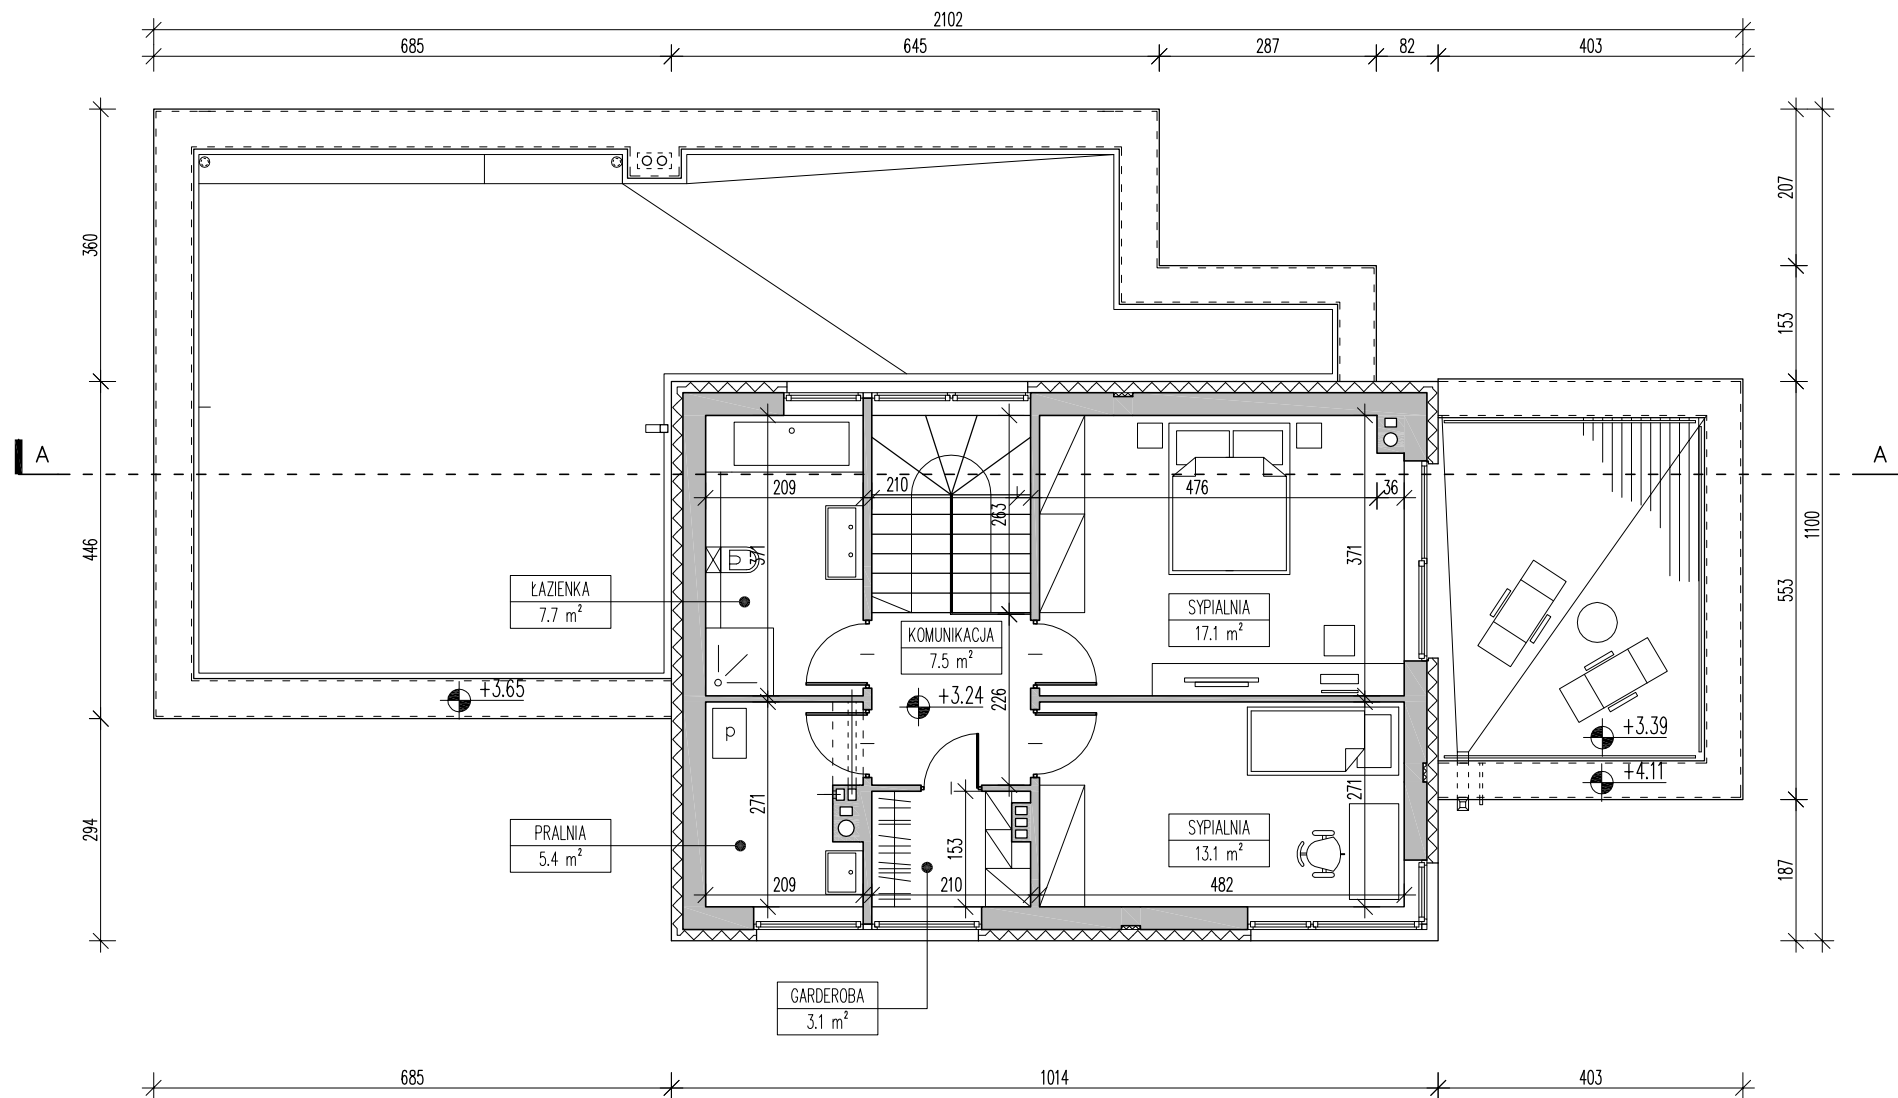 2102
685 645 287 82 403
207
360
153
A A
209 210 476 36
263
371 371
446 1100
553
ŁAZIENKA
7.7 m²
SYPIALNIA
17.1 m²
KOMUNIKACJA
7.5 m²
+3.65 +3.24 226
+3.39
p
+4.11
271 271
294
PRALNIA
5.4 m²
153
SYPIALNIA
13.1 m²
187
209 210 482
GARDEROBA
3.1 m²
685 1014 403